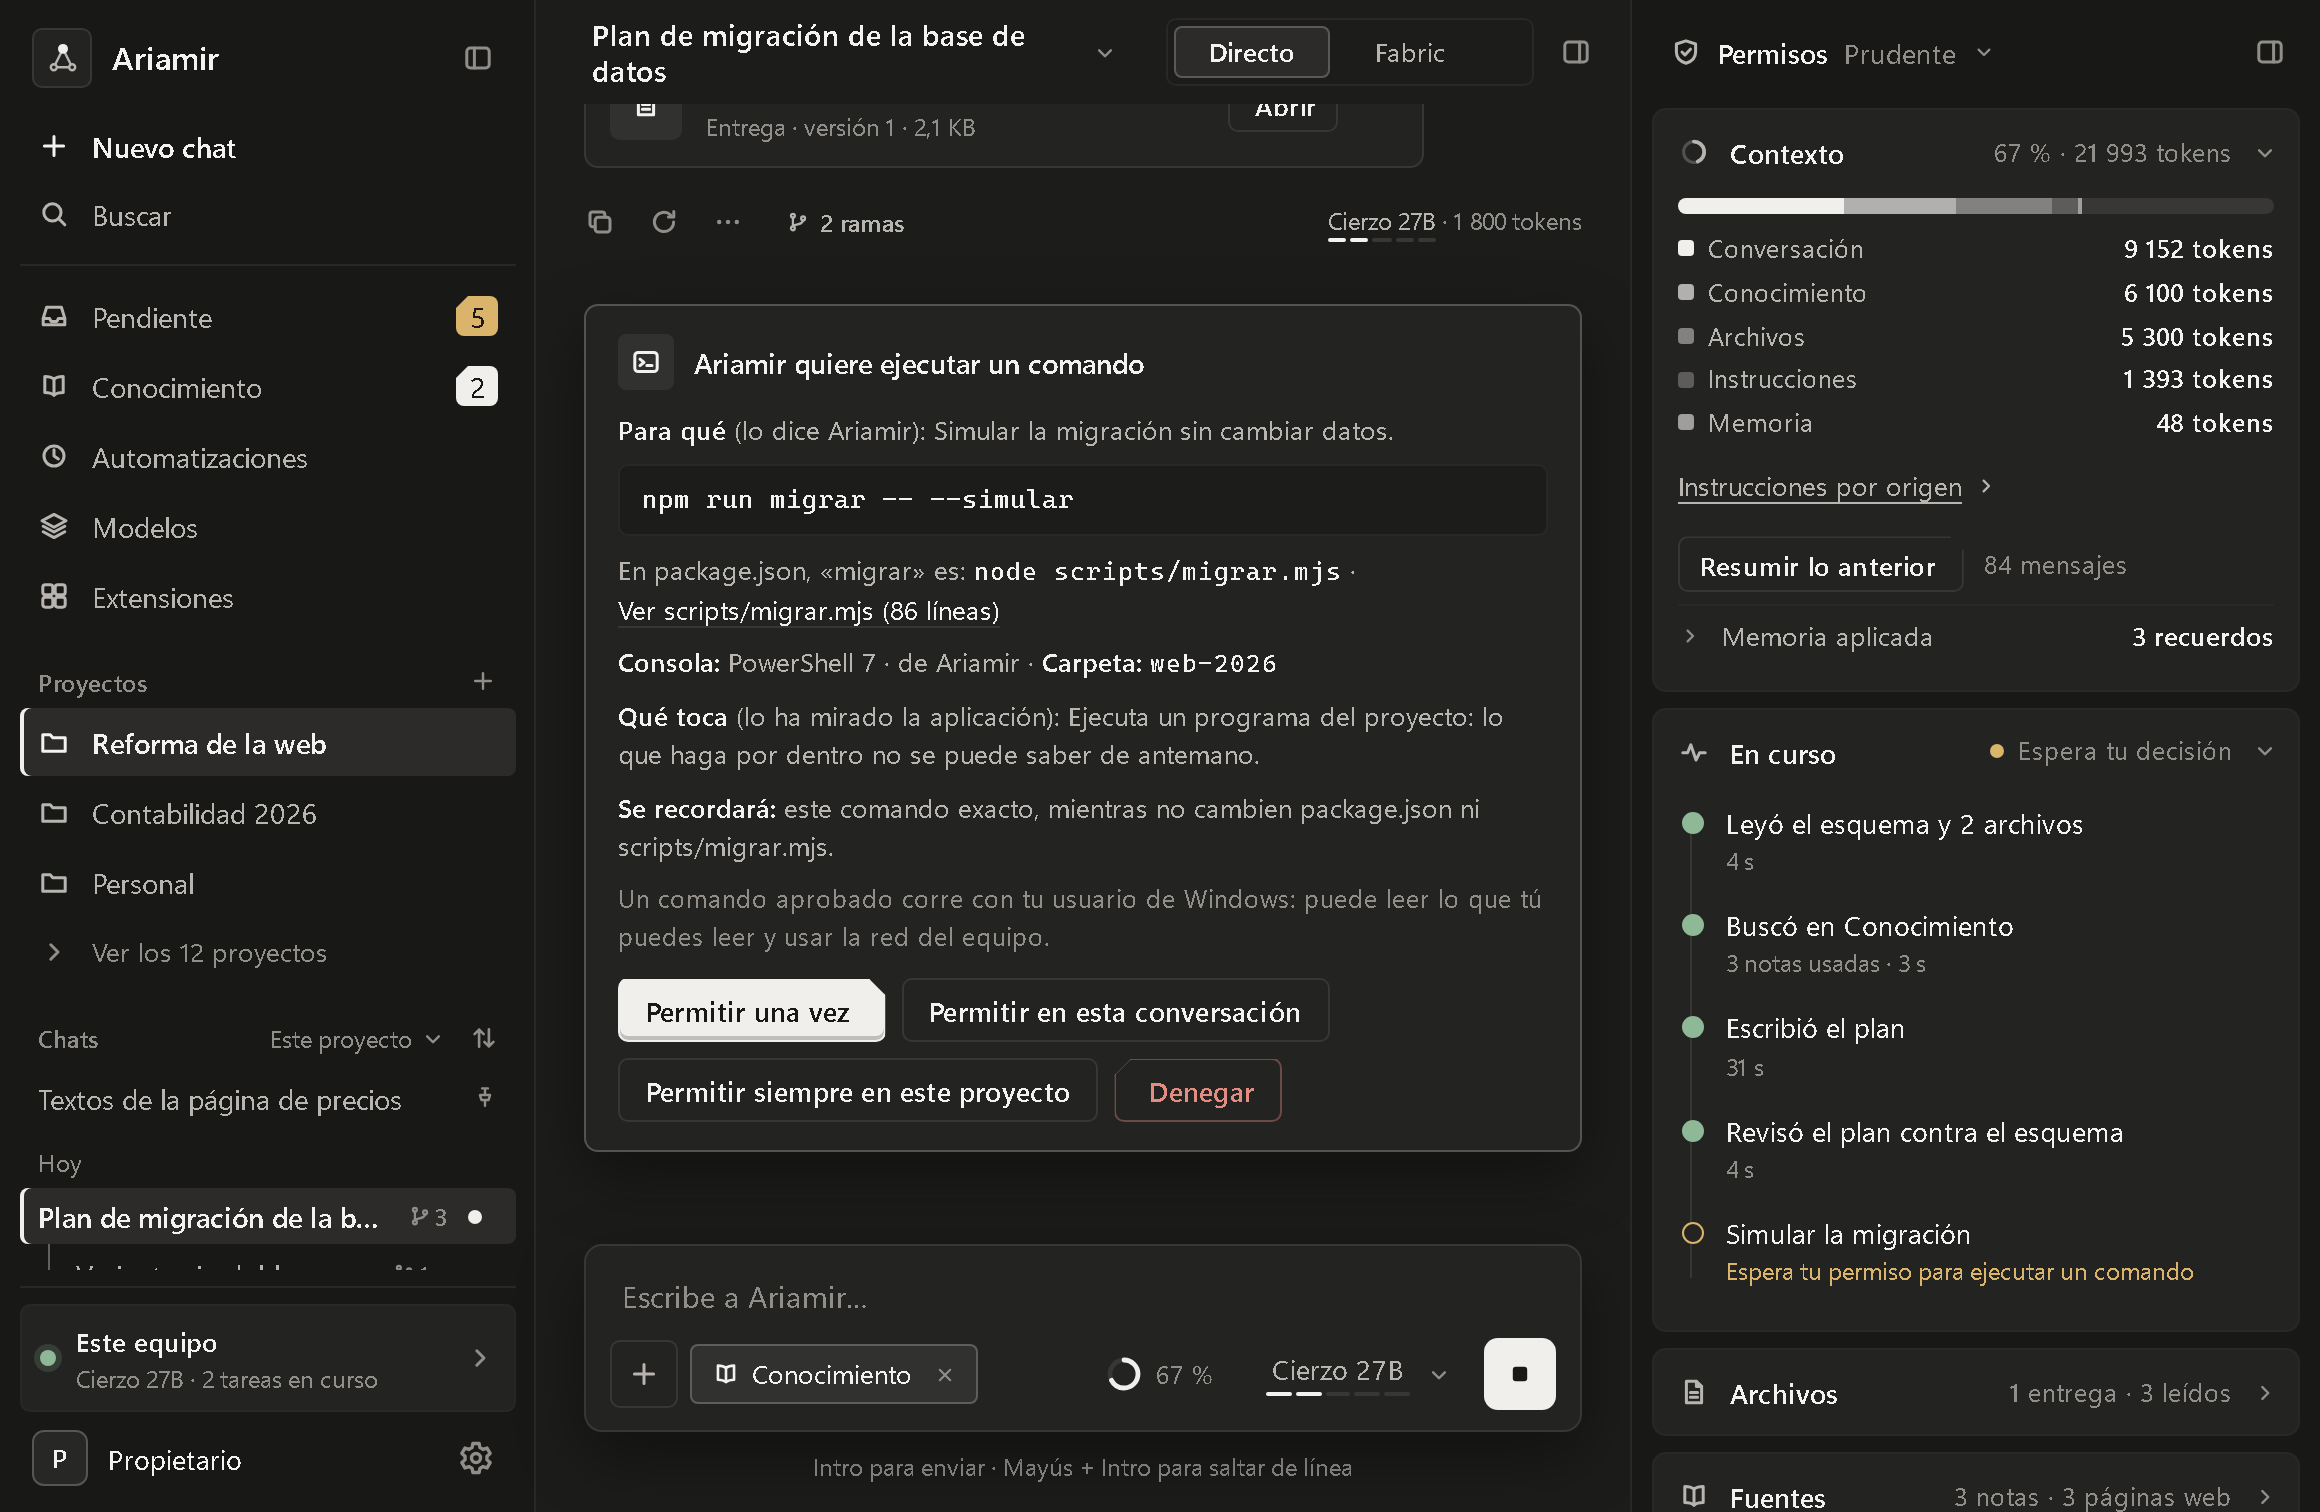 Ariamir
Nuevo chat
Buscar
Pendiente 5
Conocimiento 2
Automatizaciones
Modelos
Extensiones
Proyectos
Reforma de la web
Contabilidad 2026
Personal
Ver los 12 proyectos
Chats Este proyecto
Textos de la página de precios
Hoy
Plan de migración de la b... 3
Este equipo
Cierzo 27B · 2 tareas en curso
P Propietario
Plan de migración de la base de
datos
Directo Fabric
Abrir
Entrega · versión 1 · 2,1 KB
2 ramas
Cierzo 27B · 1 800 tokens
Ariamir quiere ejecutar un comando
Para qué (lo dice Ariamir): Simular la migración sin cambiar datos.
npm run migrar -- --simular
En package.json, «migrar» es: node scripts/migrar.mjs ·
Ver scripts/migrar.mjs (86 líneas)
Consola: PowerShell 7 · de Ariamir · Carpeta: web-2026
Qué toca (lo ha mirado la aplicación): Ejecuta un programa del proyecto: lo
que haga por dentro no se puede saber de antemano.
Se recordará: este comando exacto, mientras no cambien package.json ni
scripts/migrar.mjs.
Un comando aprobado corre con tu usuario de Windows: puede leer lo que tú
puedes leer y usar la red del equipo.
Permitir una vez Permitir en esta conversación
Permitir siempre en este proyecto Denegar
Escribe a Ariamir...
Conocimiento × 67 % Cierzo 27B
Intro para enviar · Mayús + Intro para saltar de línea
Permisos Prudente
Contexto 67 % · 21 993 tokens
Conversación 9 152 tokens
Conocimiento 6 100 tokens
Archivos 5 300 tokens
Instrucciones 1 393 tokens
Memoria 48 tokens
Instrucciones por origen
Resumir lo anterior 84 mensajes
Memoria aplicada 3 recuerdos
En curso Espera tu decisión
Leyó el esquema y 2 archivos
4 s
Buscó en Conocimiento
3 notas usadas · 3 s
Escribió el plan
31 s
Revisó el plan contra el esquema
4 s
Simular la migración
Espera tu permiso para ejecutar un comando
Archivos 1 entrega · 3 leídos
Fuentes 3 notas · 3 páginas web